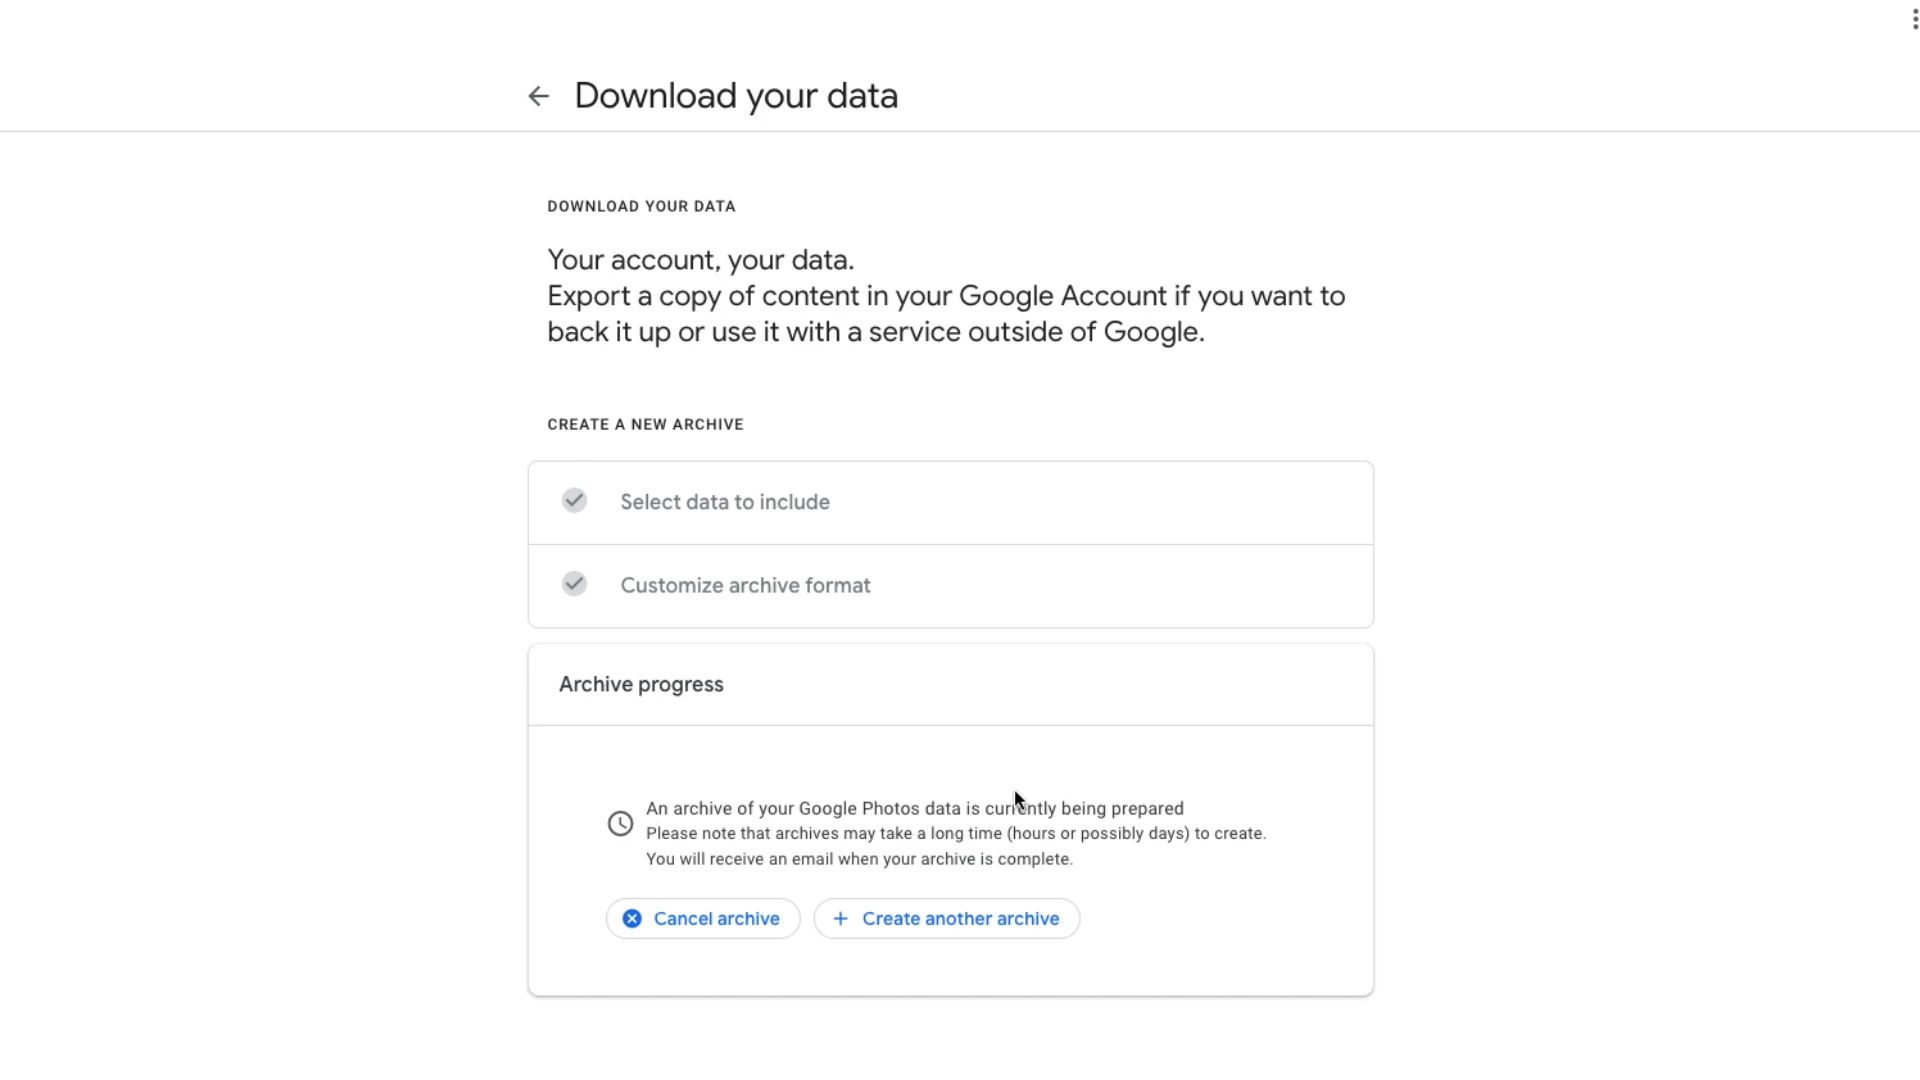 Download your data
DOWNLOAD YOUR DATA
Your account, your data.
Export a copy of content in your Google Account if you want to
back it up or use it with a service outside of Google.
CREATE A NEW ARCHIVE
Select data to include
Customize archive format
Archive progress
An archive of your Google Photos data is currently being prepared
Please note that archives may take a long time (hours or possibly days) to create.
You will receive an email when your archive is complete.
Cancel archive
Create another archive